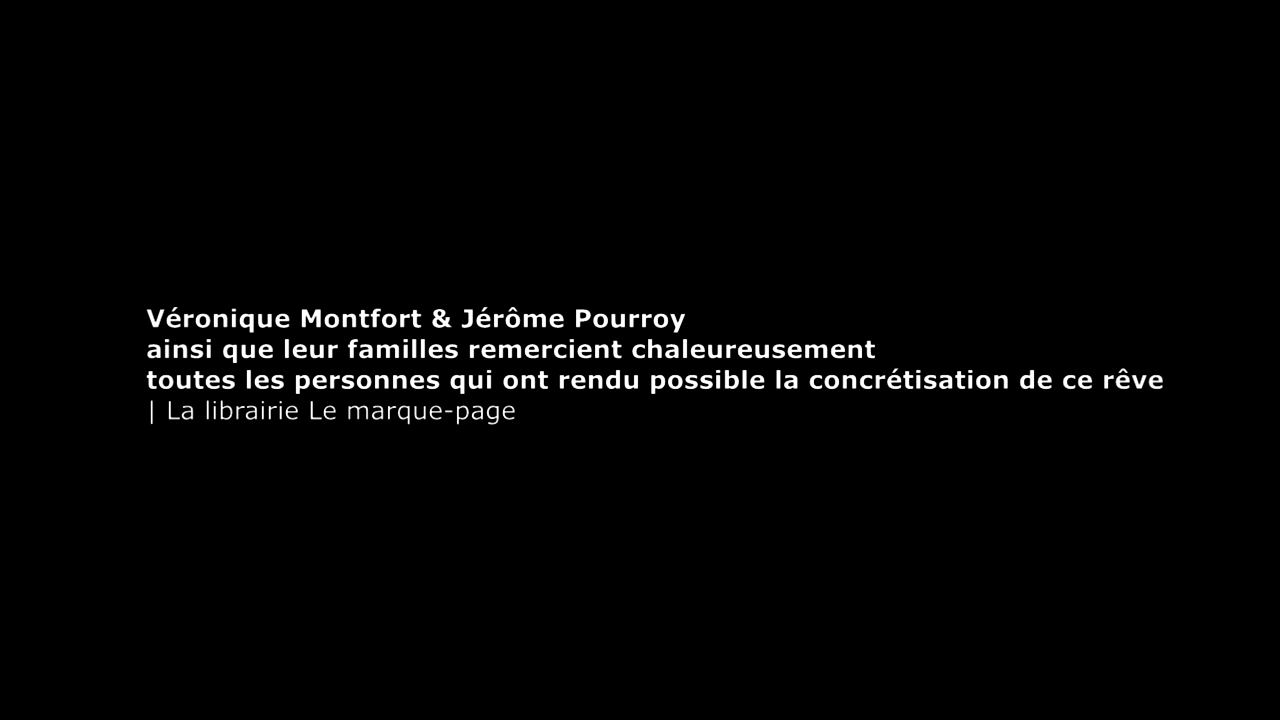 Véronique Montfort & Jérôme Pourroy
ainsi que leur familles remercient chaleureusement
toutes les personnes qui ont rendu possible la concrétisation de ce rêve
| La librairie Le marque-page